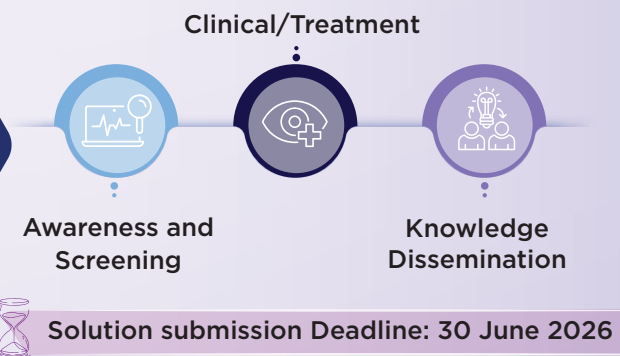 Clinical/Treatment
Awareness and
Screening
Knowledge
Dissemination
Solution submission Deadline: 30 June 2026